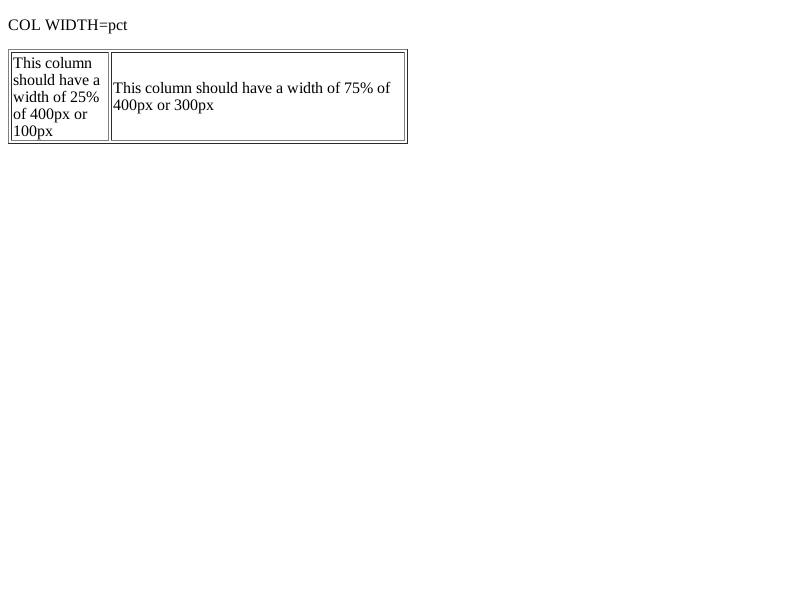 COL WIDTH=pct
This column
should have a
width of 25%
of 400px or
100px
This column should have a width of 75% of
400px or 300px